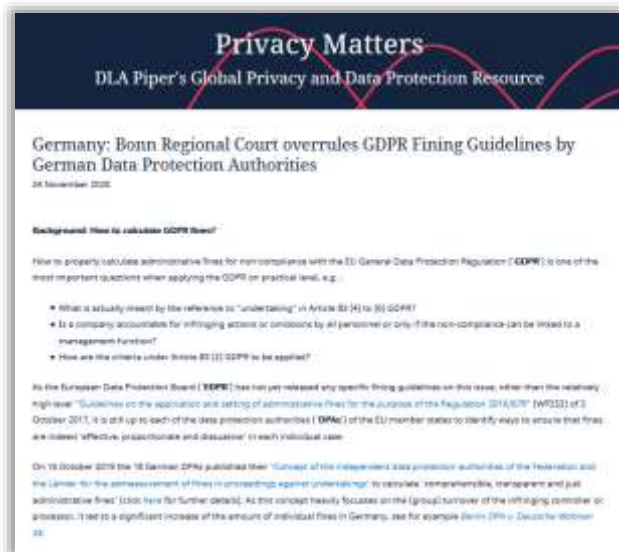 Privacy Matters
DLA Piper's Global Privacy and Data Protection Resource
Germany: Bonn Regional Court overrules GDPR Fining Guidelines by
German Data Protection Authorities
24 November 2020
Background: How to calculate GDPR fines?
How to properly calculate administrative fines for non-compliance with the EU General Data Protection Regulation ('GDPR') is one of the
most important questions when applying the GDPR on practical level, e.g.
• What is actually meant by the reference to "undertaking" in Article 83 (4) to (6) GDPR?
• Is a company accountable for infringing actions or omissions by all personnel or only if the non-compliance can be linked to a
management function?
• How are the criteria under Article 83 (2) GDPR to be applied?
As the European Data Protection Board has not yet released any specific fining guidelines on this issue, other than the relatively
high-level "Guidelines on the application and setting of administrative fines for the purpose of the Regulation 2016/679" (WP253) of 3
October 2017, it is still up to each of the data protection authorities ('DPAs') of the EU member states to identify ways to ensure that fines
are indeed 'effective, proportionate and dissuasive' in each individual case.
On 16 October 2019 the 16 German DPAs published their 'Concept of the independent data protection authorities of the Federation and
the Länder for the assessment of fines in proceedings against undertakings' to calculate 'comprehensible, transparent and just
administrative fines' (click here for further details). As this concept heavily focusses on the (group) turnover of the infringing controller or
processor, it led to a significant increase of the amount of individual fines in Germany, see for example Berlin DPA v. Deutsche Wohnen
SE.